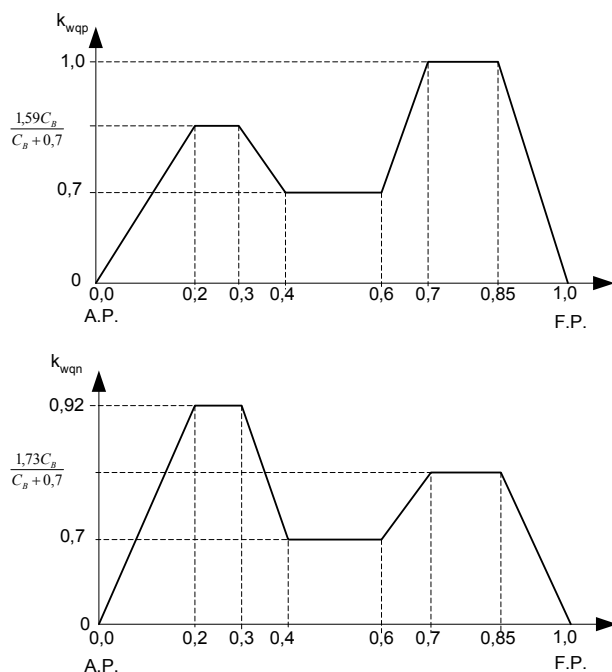 k_wqp
1,0
1,59C_B
C_B + 0,7
0,7
0
0,0 0,2 0,3 0,4 0,6 0,7 0,85 1,0
A.P. F.P.
k_wqn
0,92
1,73C_B
C_B + 0,7
0,7
0
0,0 0,2 0,3 0,4 0,6 0,7 0,85 1,0
A.P. F.P.